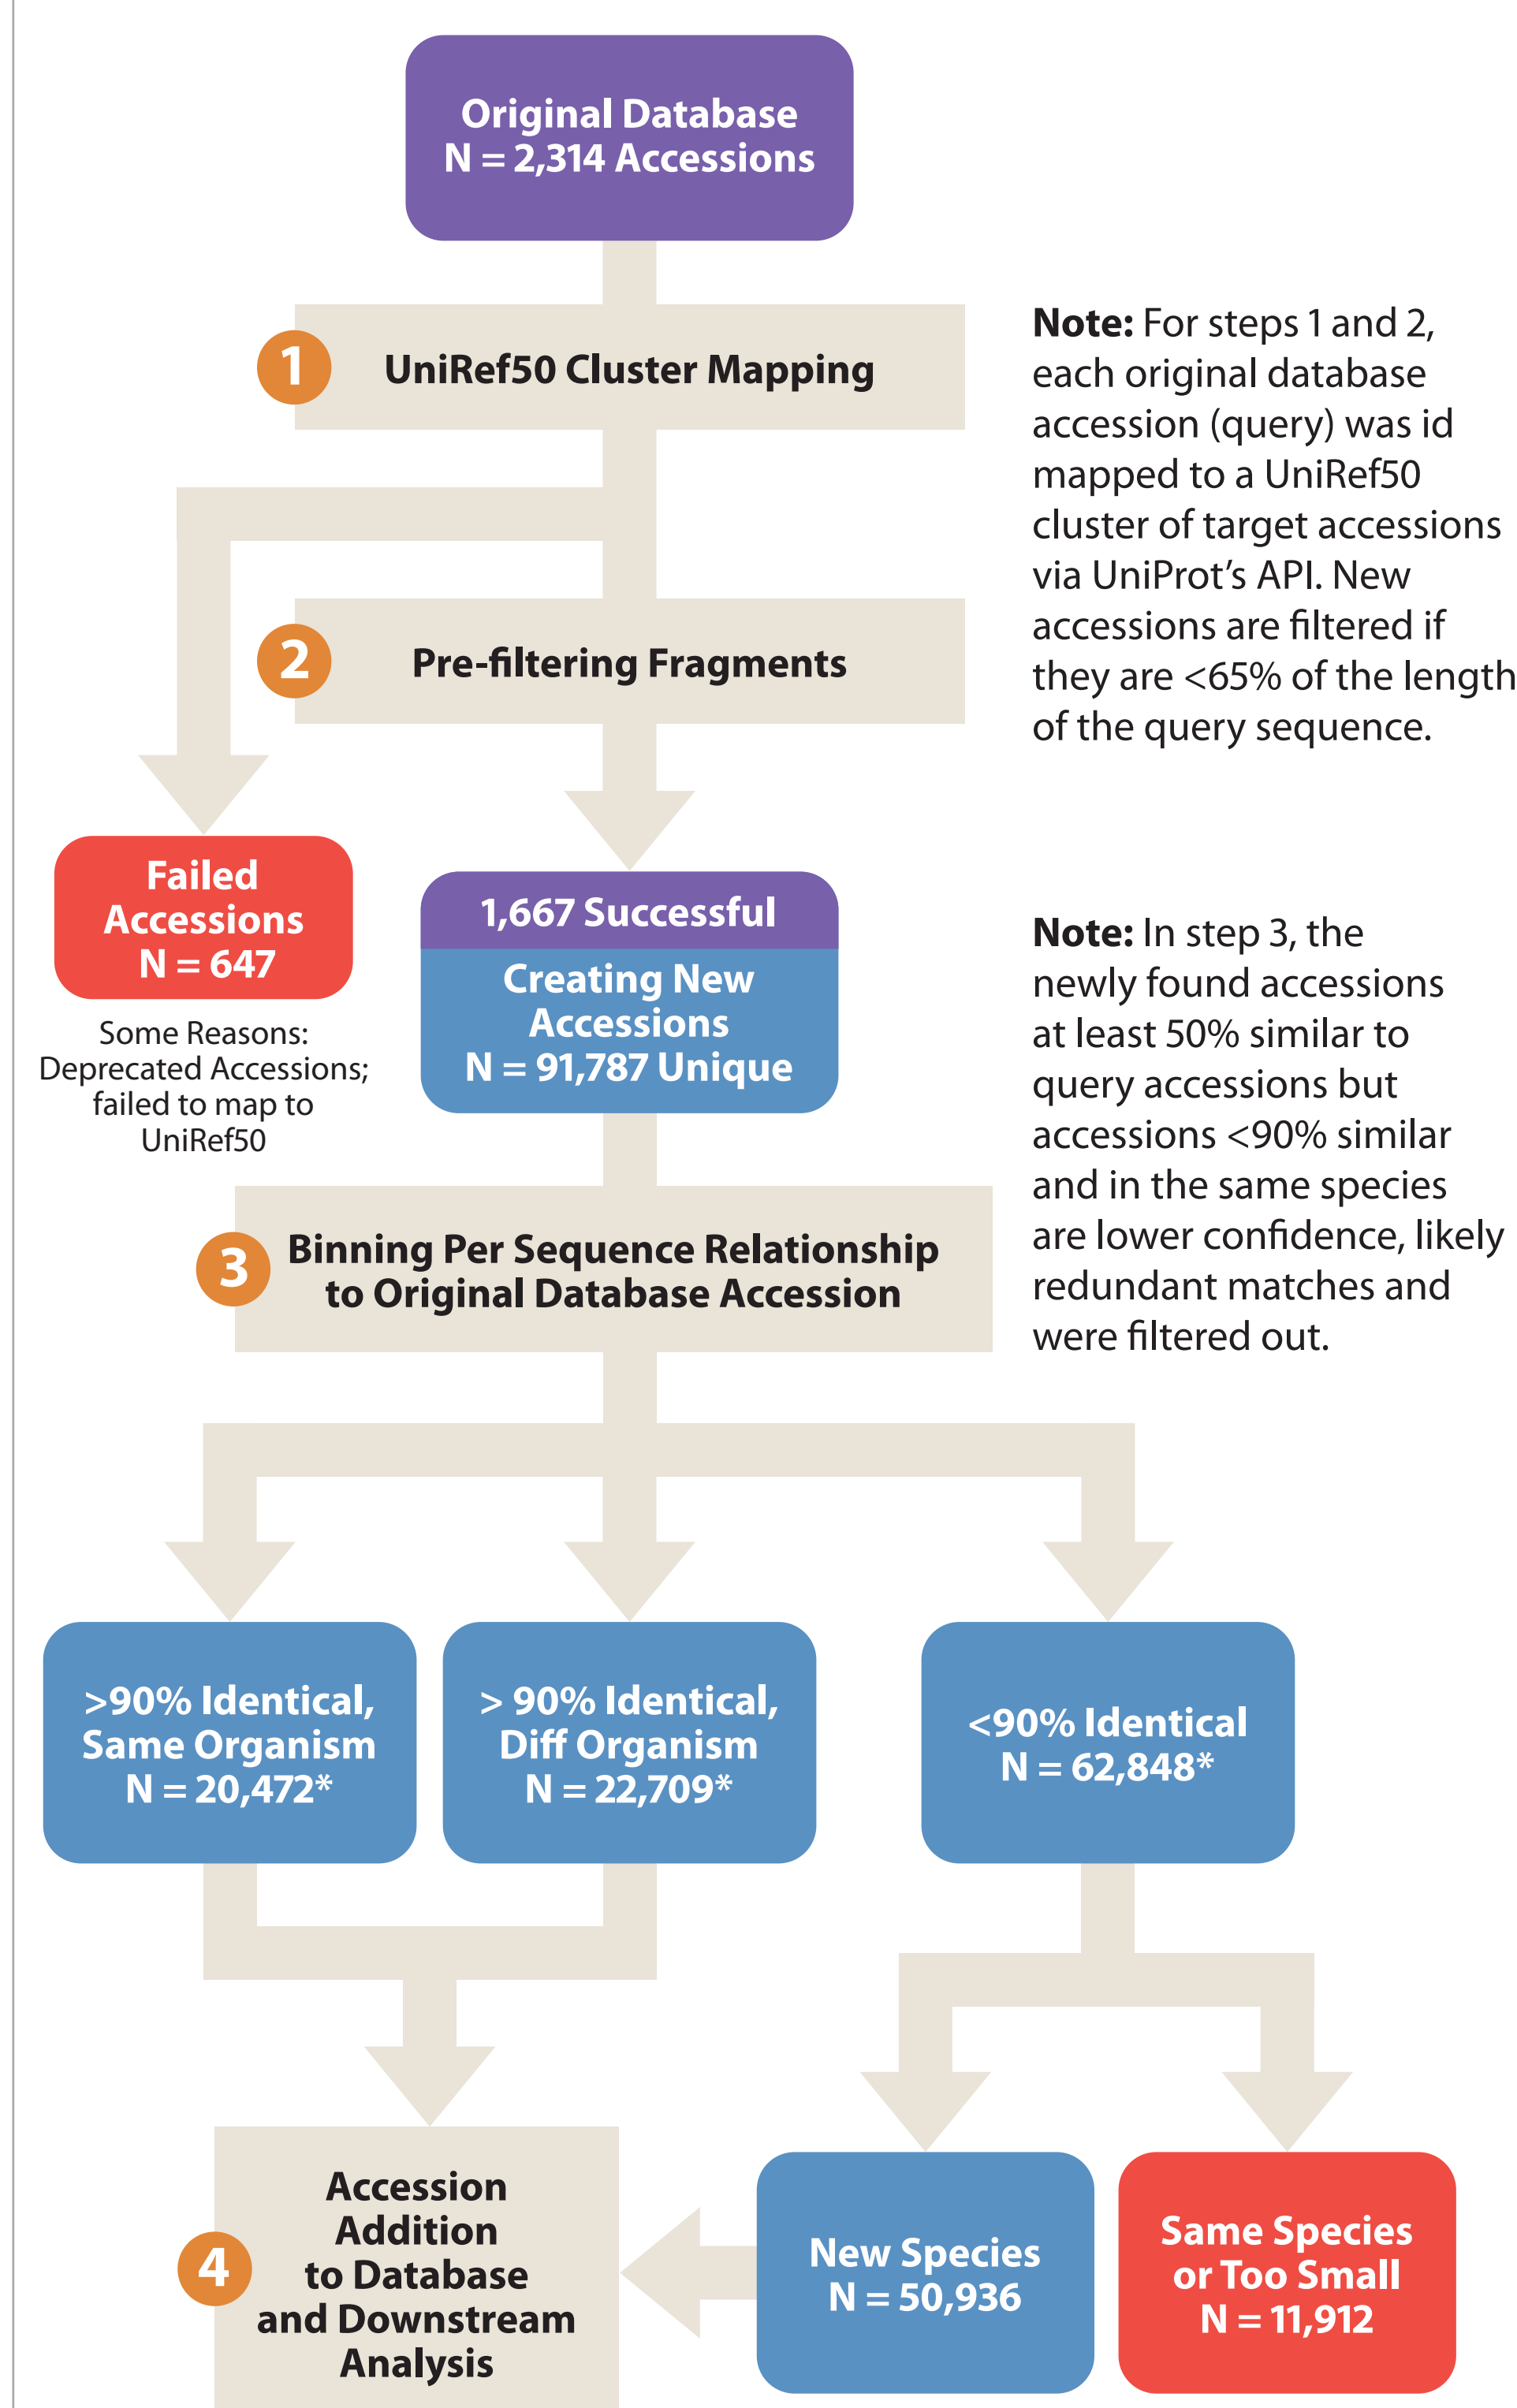 Original Database
N = 2,314 Accessions
1
UniRef50 Cluster Mapping
Note: For steps 1 and 2,
each original database
accession (query) was id
mapped to a UniRef50
cluster of target accessions
via UniProt’s API. New
accessions are filtered if
they are <65% of the length
of the query sequence.
2
Pre-filtering Fragments
Failed
Accessions
N = 647
Some Reasons:
Deprecated Accessions;
failed to map to
UniRef50
1,667 Successful
Creating New
Accessions
N = 91,787 Unique
Note: In step 3, the
newly found accessions
at least 50% similar to
query accessions but
accessions <90% similar
and in the same species
are lower confidence, likely
redundant matches and
were filtered out.
3
Binning Per Sequence Relationship
to Original Database Accession
>90% Identical,
Same Organism
N = 20,472*
> 90% Identical,
Diff Organism
N = 22,709*
<90% Identical
N = 62,848*
4
Accession
Addition
to Database
and Downstream
Analysis
New Species
N = 50,936
Same Species
or Too Small
N = 11,912